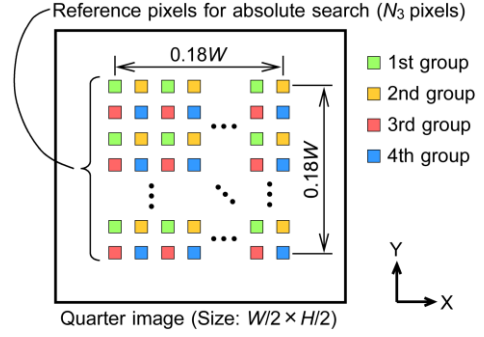 Reference pixels for absolute search (N₃ pixels)
0.18W
1st group
2nd group
3rd group
4th group
0.18W
Y
X
Quarter image (Size: W/2 × H/2)